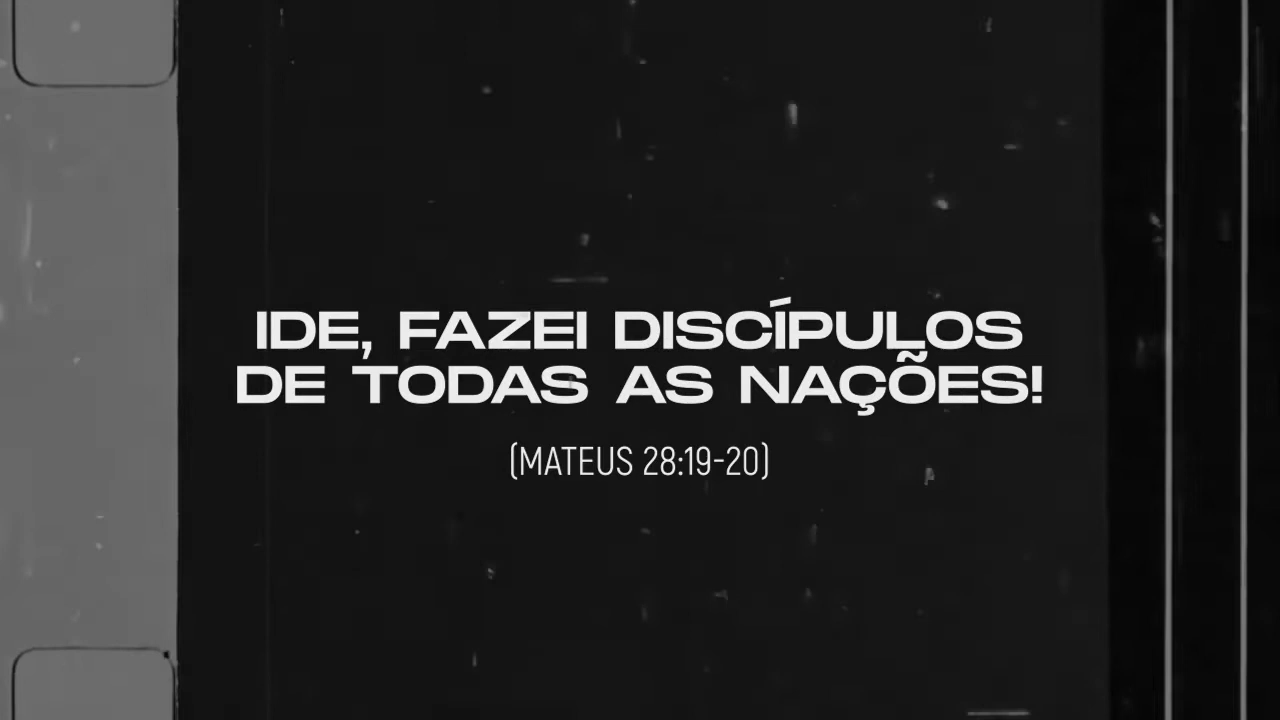 IDE, FAZEI DISCÍPULOS
DE TODAS AS NAÇÕES!
(MATEUS 28:19-20)